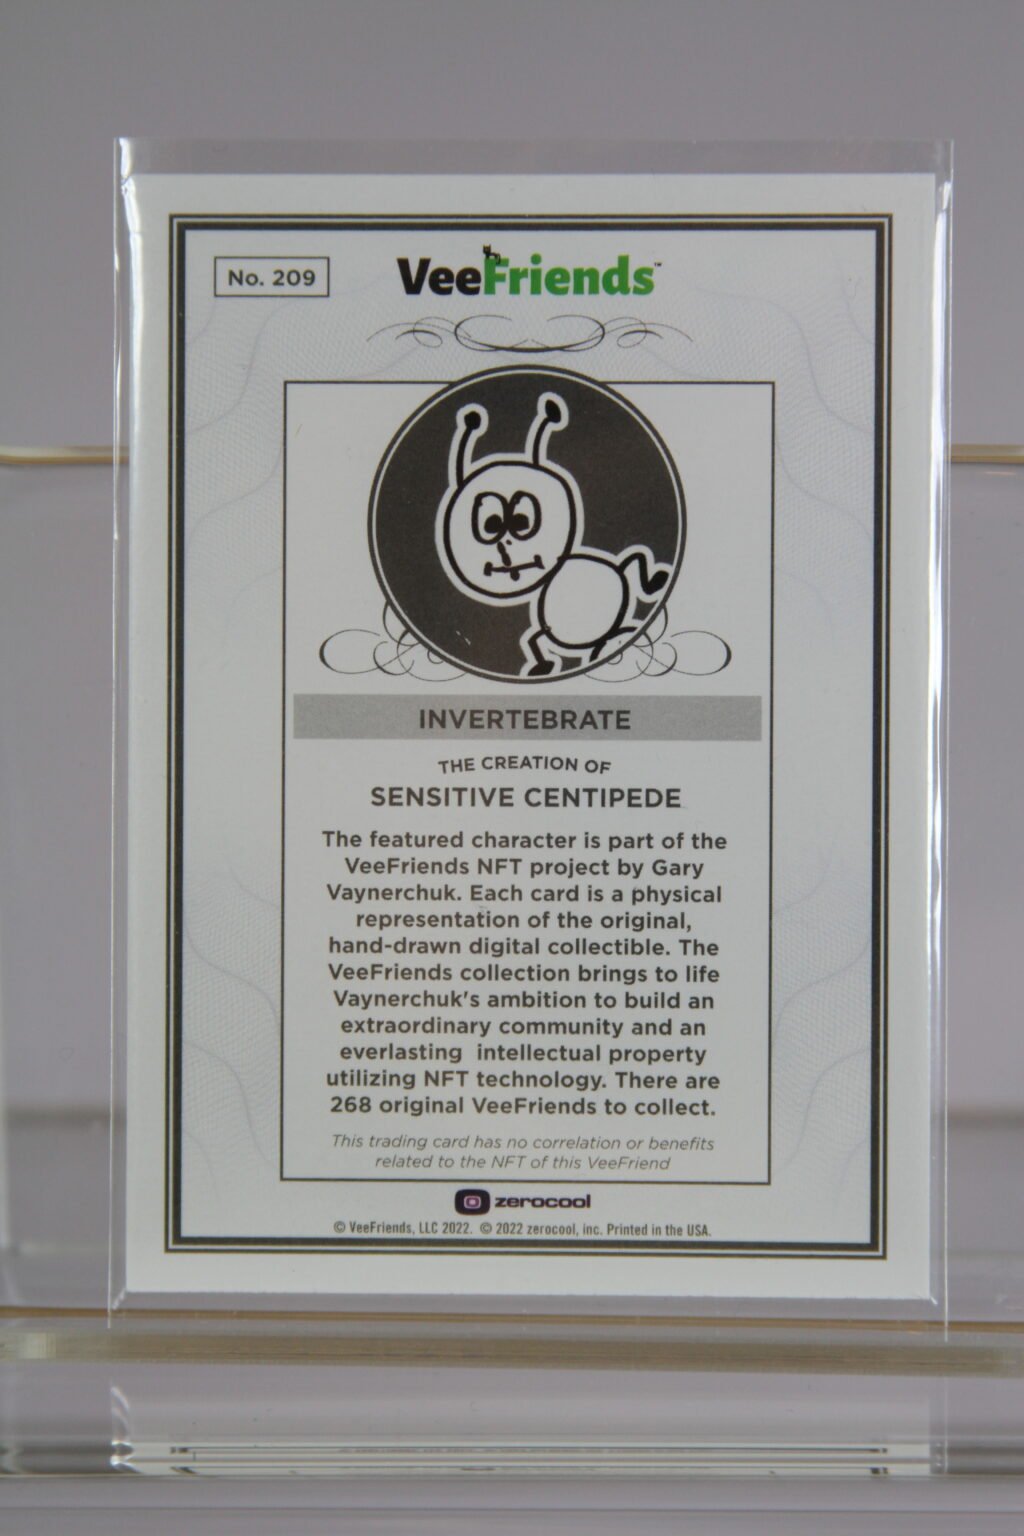 No. 209
VeeFriends™
INVERTEBRATE
THE CREATION OF
SENSITIVE CENTIPEDE
The featured character is part of the
VeeFriends NFT project by Gary
Vaynerchuk. Each card is a physical
representation of the original,
hand-drawn digital collectible. The
VeeFriends collection brings to life
Vaynerchuk's ambition to build an
extraordinary community and an
everlasting intellectual property
utilizing NFT technology. There are
268 original VeeFriends to collect.
This trading card has no correlation or benefits
related to the NFT of this VeeFriend
zerocool
© VeeFriends, LLC 2022. © 2022 zerocool, inc. Printed in the USA.